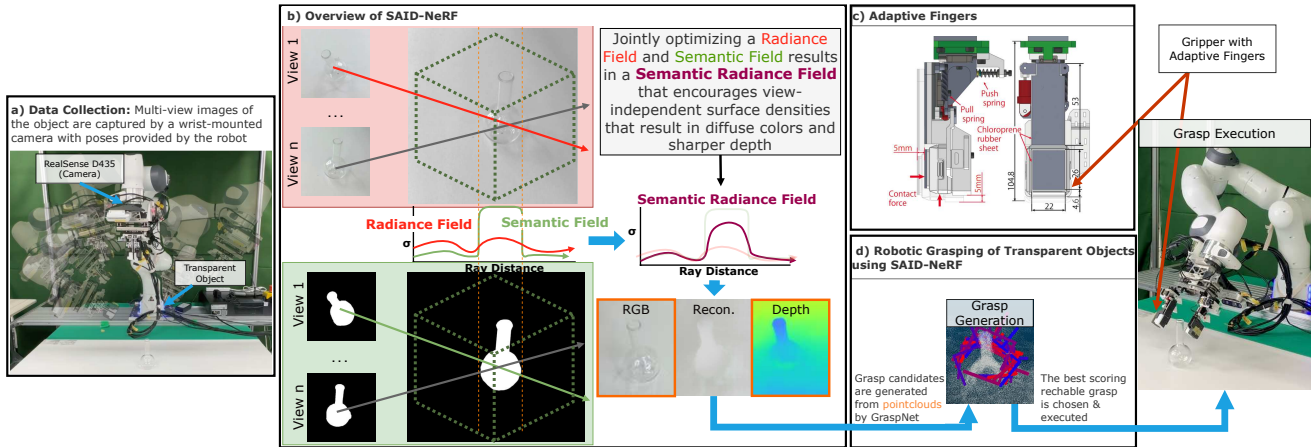 a) Data Collection: Multi-view images of
the object are captured by a wrist-mounted
camera with poses provided by the robot
RealSense D435
(Camera)
Transparent
Object
b) Overview of SAID-NeRF
View 1
...
View n
Jointly optimizing a Radiance
Field and Semantic Field results
in a Semantic Radiance Field
that encourages view-
independent surface densities
that result in diffuse colors and
sharper depth
Radiance Field
Semantic Field
σ
Ray Distance
Semantic Radiance Field
σ
Ray Distance
View 1
...
View n
RGB
Recon.
Depth
c) Adaptive Fingers
Push
spring
Pull
spring
Chloroprene
rubber
sheet
5mm
5mm
Contact
force
104.8
53
26
4.6
22
Gripper with
Adaptive Fingers
Grasp Execution
d) Robotic Grasping of Transparent Objects
using SAID-NeRF
Grasp
Generation
Grasp candidates
are generated
from pointclouds
by GraspNet
The best scoring
rechable grasp
is chosen &
executed